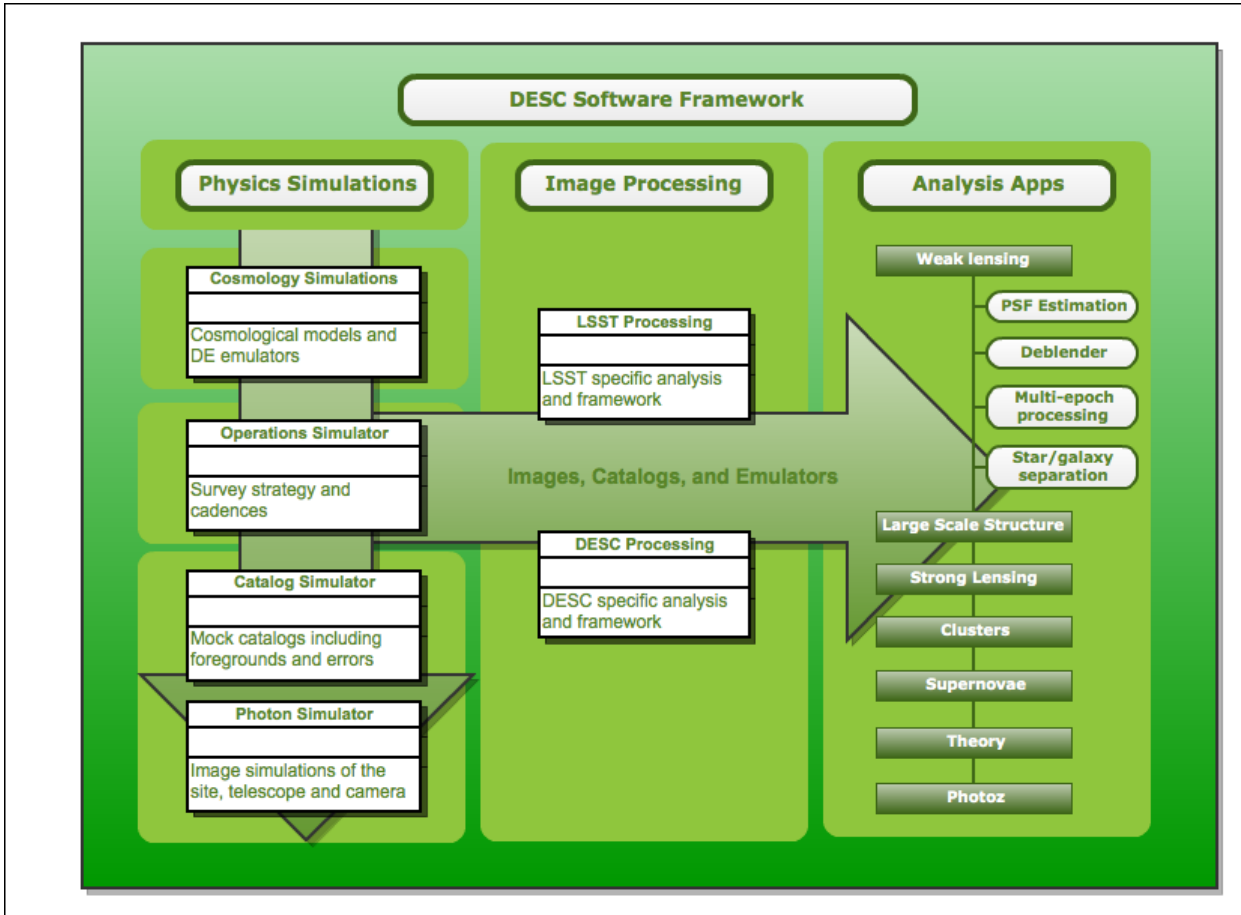 DESC Software Framework
Physics Simulations
Cosmology Simulations
Cosmological models and
DE emulators
Operations Simulator
Survey strategy and
cadences
Catalog Simulator
Mock catalogs including
foregrounds and errors
Photon Simulator
Image simulations of the
site, telescope and camera
Image Processing
LSST Processing
LSST specific analysis
and framework
Images, Catalogs, and Emulators
DESC Processing
DESC specific analysis
and framework
Analysis Apps
Weak lensing
PSF Estimation
Deblender
Multi-epoch
processing
Star/galaxy
separation
Large Scale Structure
Strong Lensing
Clusters
Supernovae
Theory
Photoz